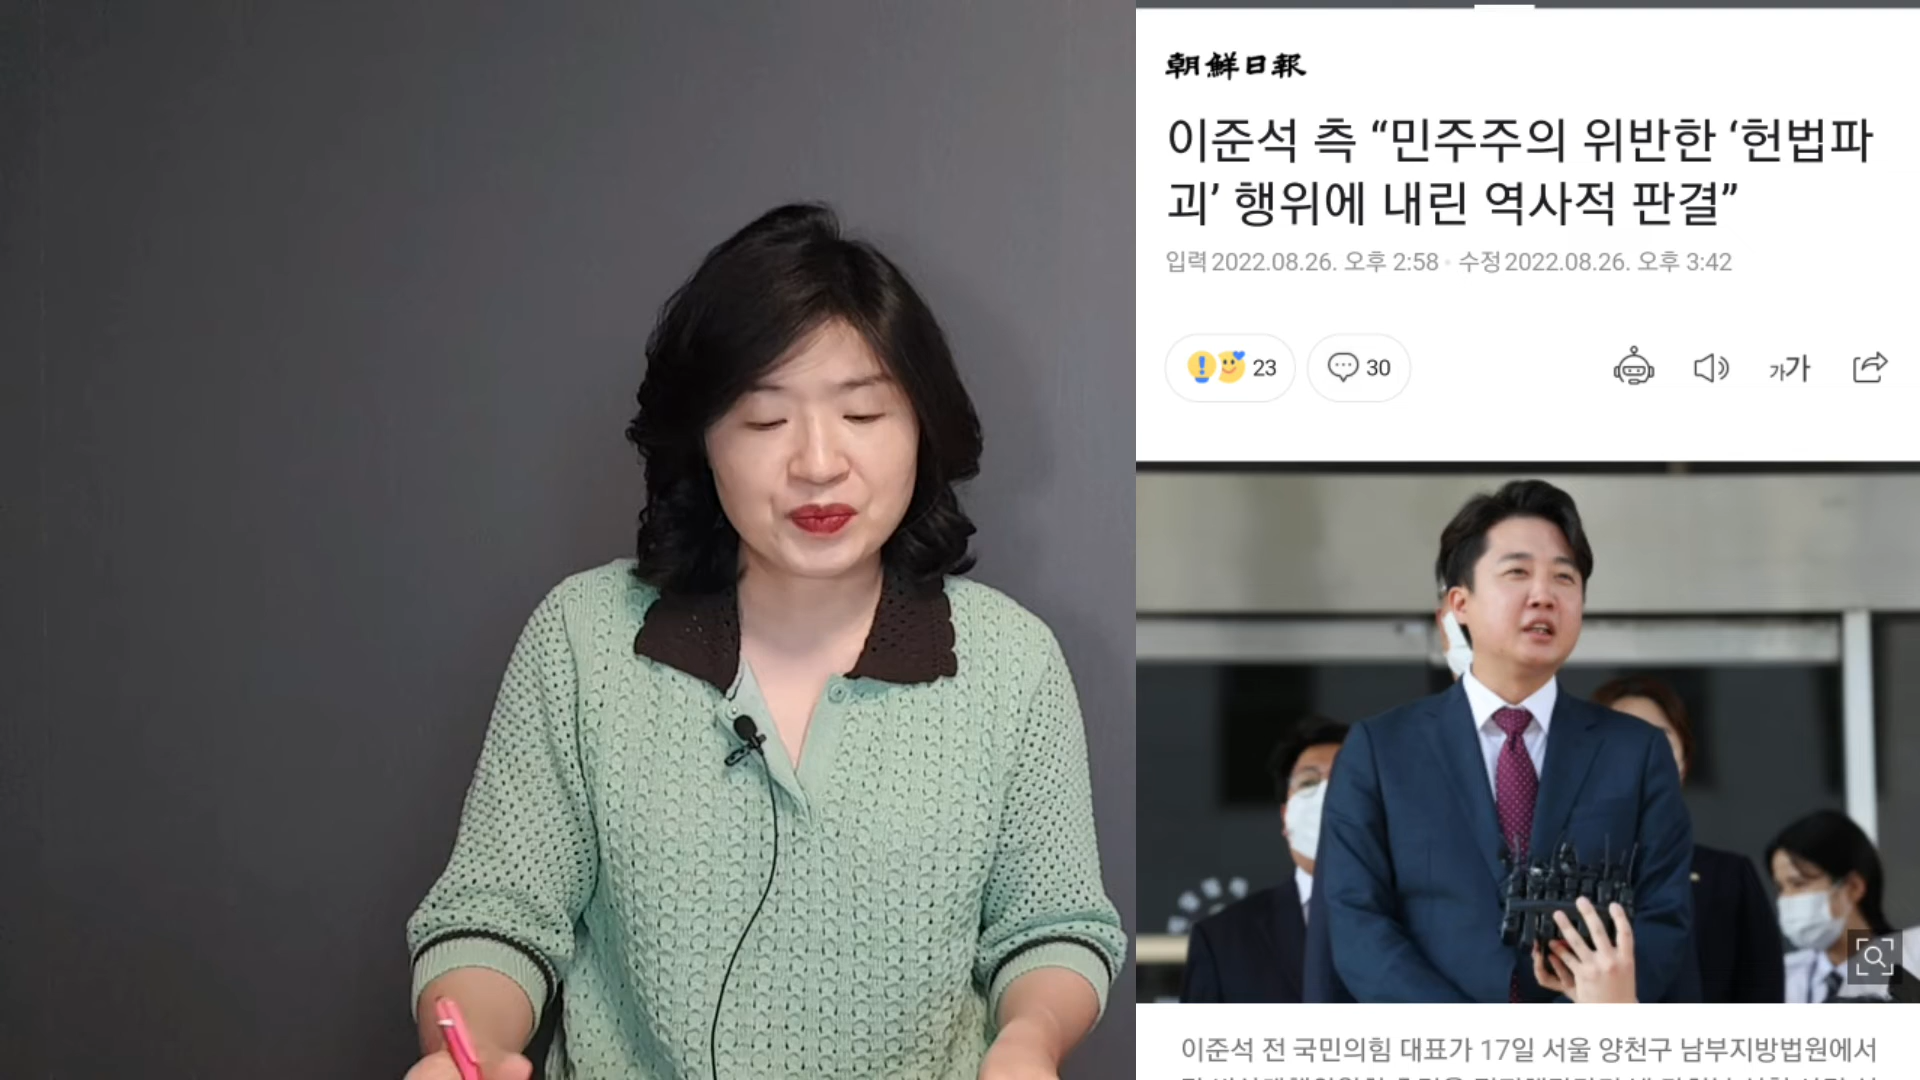 朝鮮日報
이준석 측 “민주주의 위반한 ‘헌법파
괴’ 행위에 내린 역사적 판결”
입력 2022.08.26. 오후 2:58 · 수정 2022.08.26. 오후 3:42
23 30 가가
이준석 전 국민의힘 대표가 17일 서울 양천구 남부지방법원에서